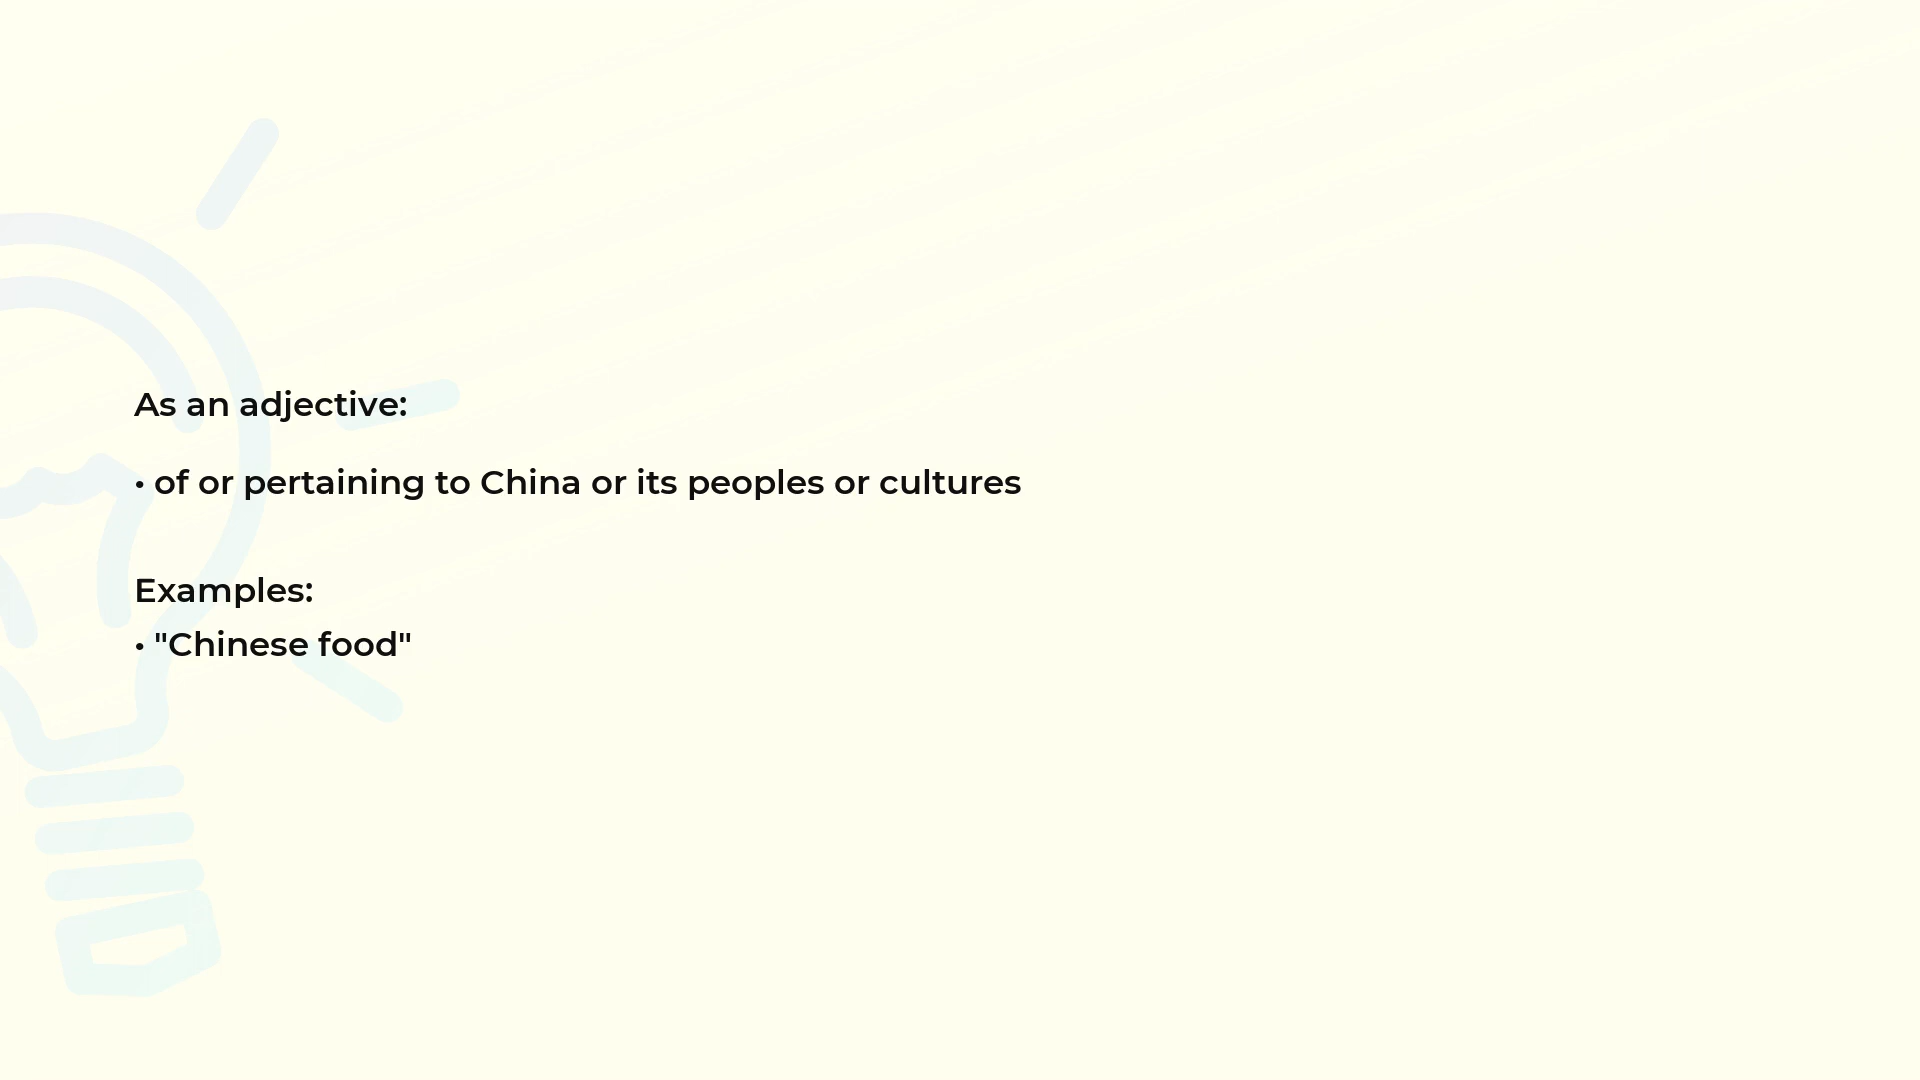 As an adjective:
• of or pertaining to China or its peoples or cultures
Examples:
• "Chinese food"